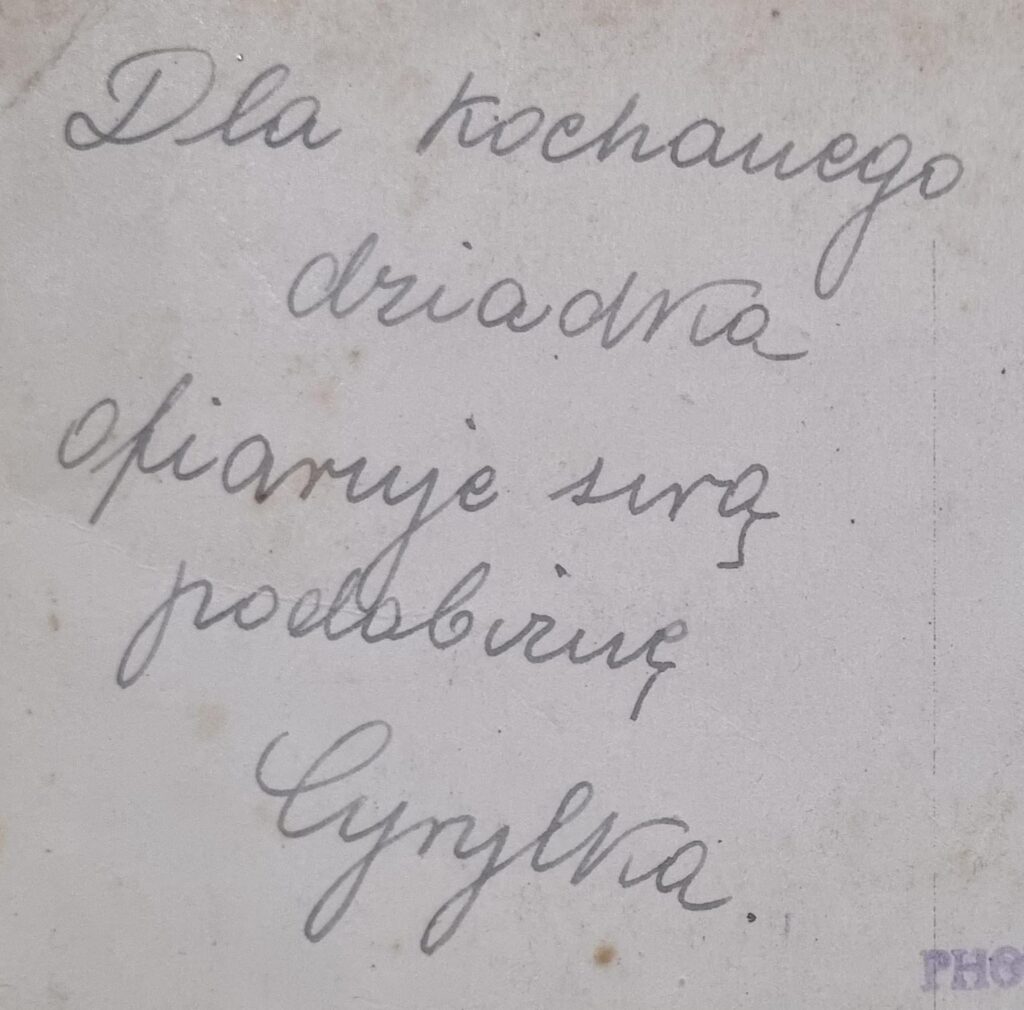 Dla kochanego
dziadka
ofiaruje swą
podobiznę
Cyrylka.
PHO